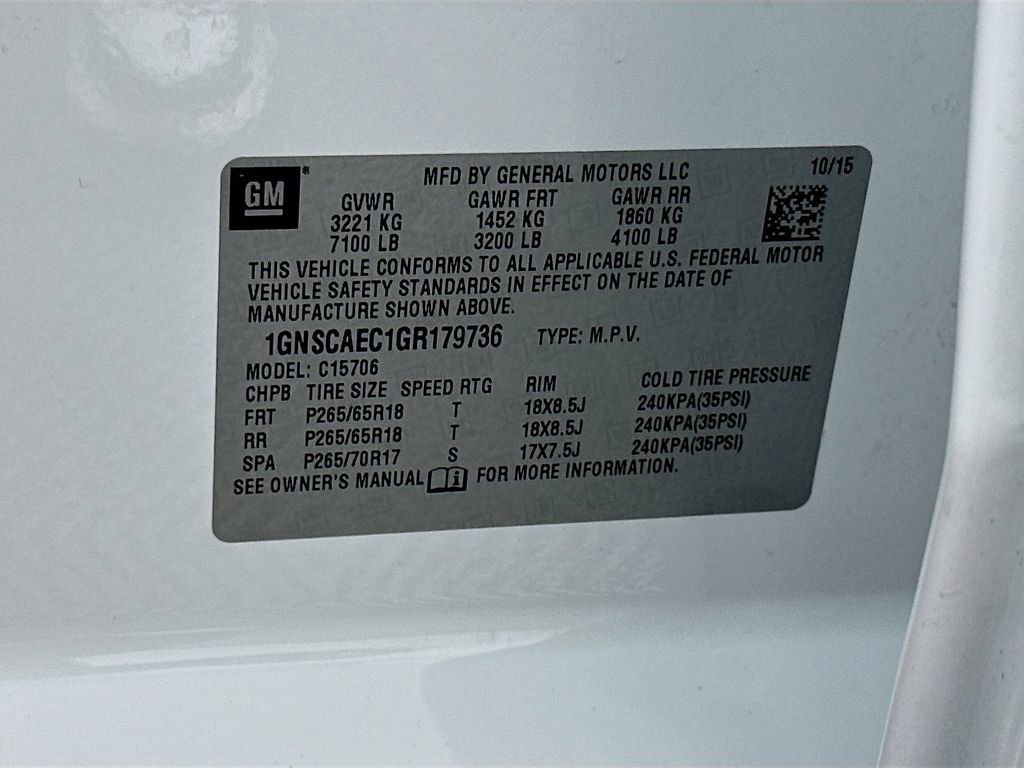 GM® MFD BY GENERAL MOTORS LLC 10/15
GVWR GAWR FRT GAWR RR
3221 KG 1452 KG 1860 KG
7100 LB 3200 LB 4100 LB
THIS VEHICLE CONFORMS TO ALL APPLICABLE U.S. FEDERAL MOTOR
VEHICLE SAFETY STANDARDS IN EFFECT ON THE DATE OF
MANUFACTURE SHOWN ABOVE.
1GNSCAEC1GR179736 TYPE: M.P.V.
MODEL: C15706
CHPB TIRE SIZE SPEED RTG RIM COLD TIRE PRESSURE
FRT P265/65R18 T 18X8.5J 240KPA(35PSI)
RR P265/65R18 T 18X8.5J 240KPA(35PSI)
SPA P265/70R17 S 17X7.5J 240KPA(35PSI)
SEE OWNER'S MANUAL i FOR MORE INFORMATION.